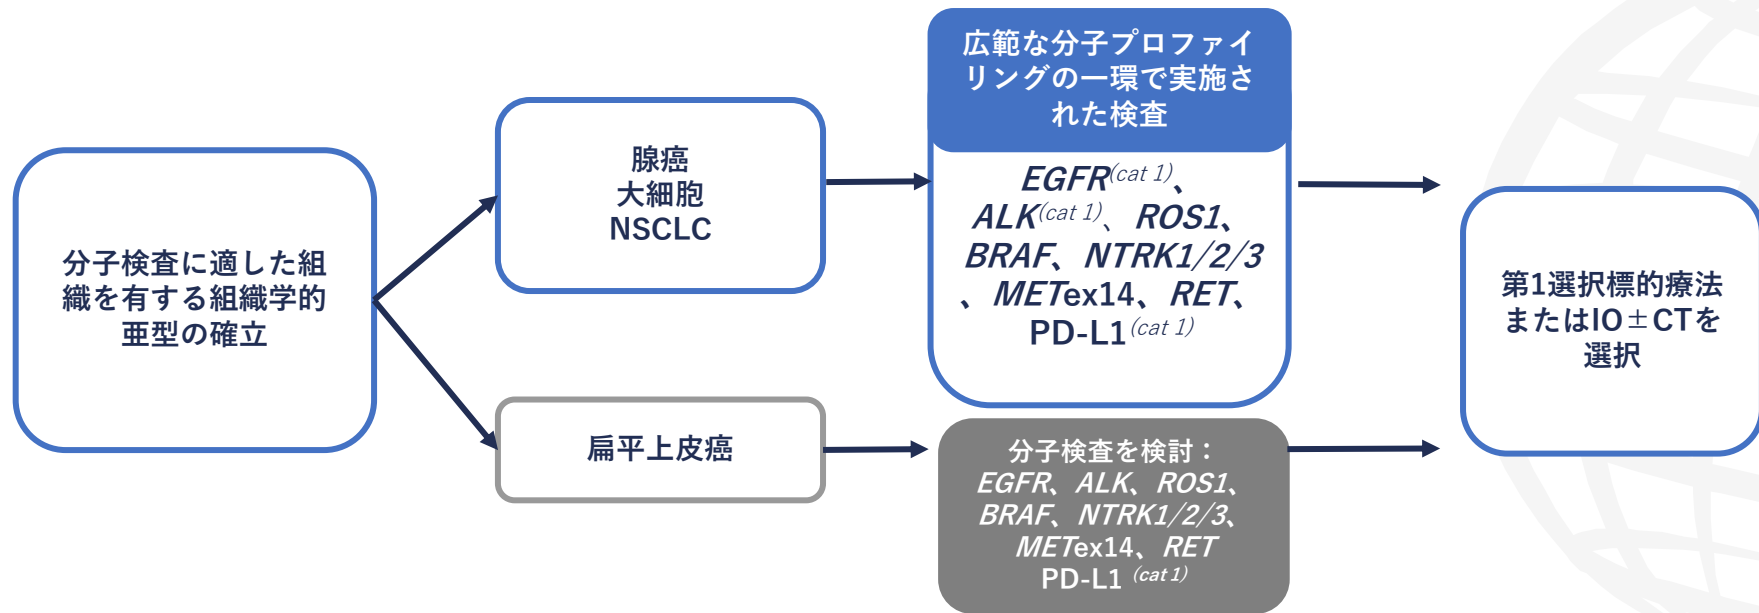 分子検査に適した組
織を有する組織学的
亜型の確立
腺癌
大細胞
NSCLC
扁平上皮癌
広範な分子プロファイ
リングの一環で実施さ
れた検査
EGFR(cat 1)、
ALK(cat 1)、ROS1、
BRAF、NTRK1/2/3
、METex14、RET、
PD-L1(cat 1)
分子検査を検討：
EGFR、ALK、ROS1、
BRAF、NTRK1/2/3、
METex14、RET
PD-L1 (cat 1)
第1選択標的療法
またはIO±CTを
選択